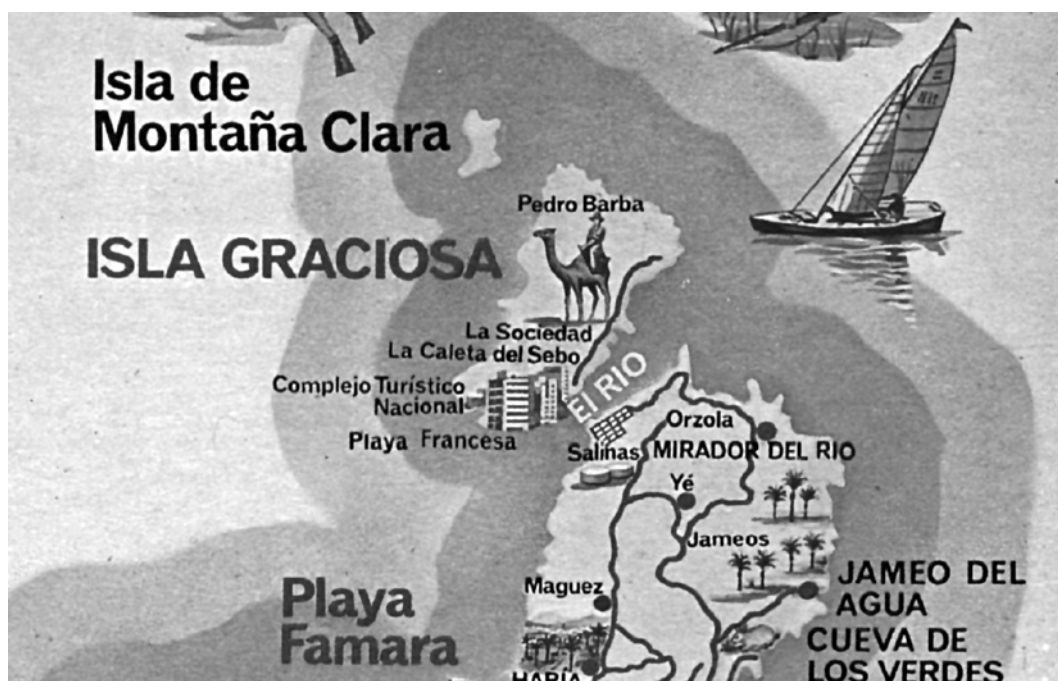 Isla de
Montaña Clara
Pedro Barba
ISLA GRACIOSA
La Sociedad
La Caleta del Sebo
El RIO
Complejo Turístico
Nacional
Playa Francesa
Orzola
Salinas
MIRADOR DEL RIO
Yé
Jameos
JAMEO DEL
AGUA
Maguez
Playa
Famara
CUEVA DE
LOS VERDES
HARÍA